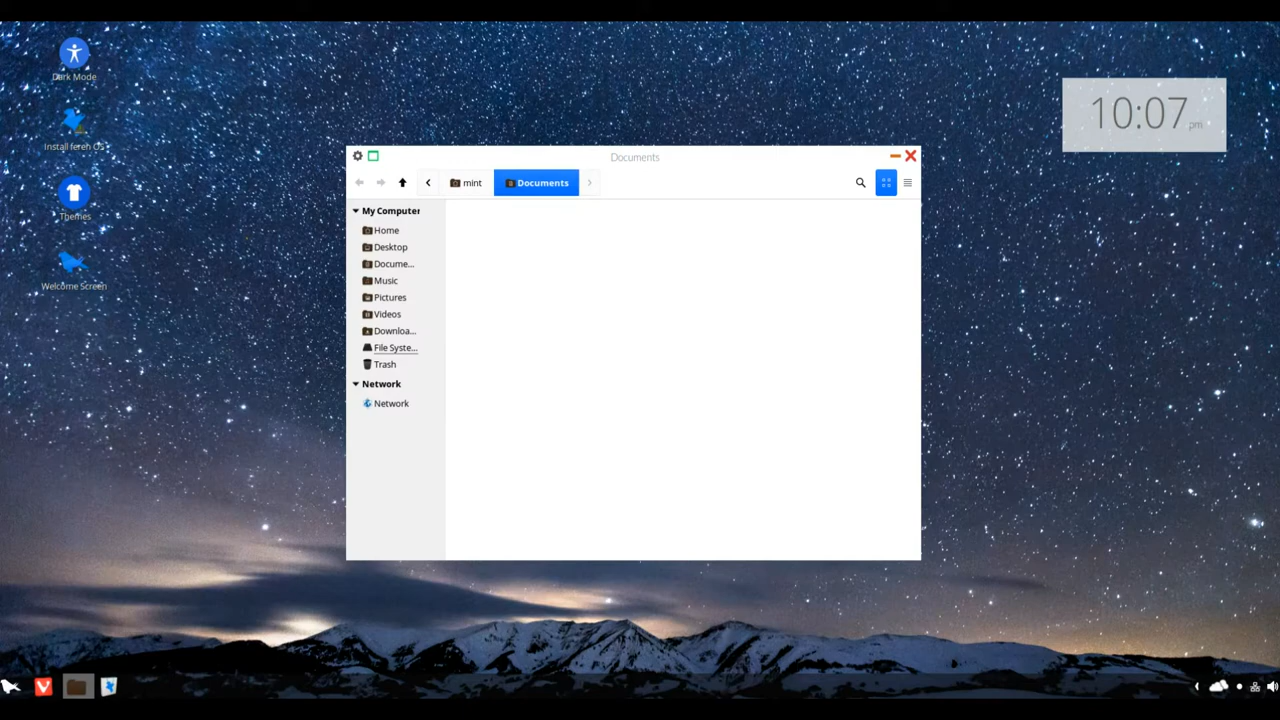 Dark Mode
Install feren OS
Themes
Welcome Screen
10:07 pm
Documents
mint
Documents
My Computer
Home
Desktop
Docume...
Music
Pictures
Videos
Downloa...
File Syste...
Trash
Network
Network